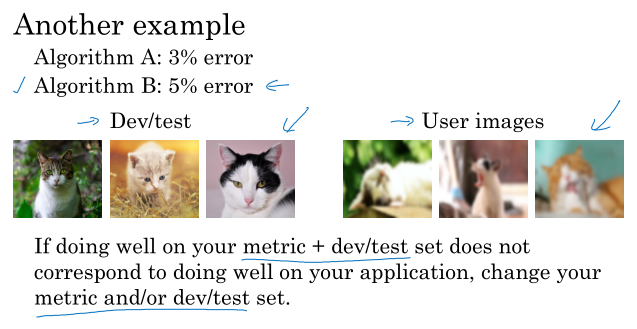 Another example
Algorithm A: 3% error
Algorithm B: 5% error
Dev/test
User images
If doing well on your metric + dev/test set does not
correspond to doing well on your application, change your
metric and/or dev/test set.